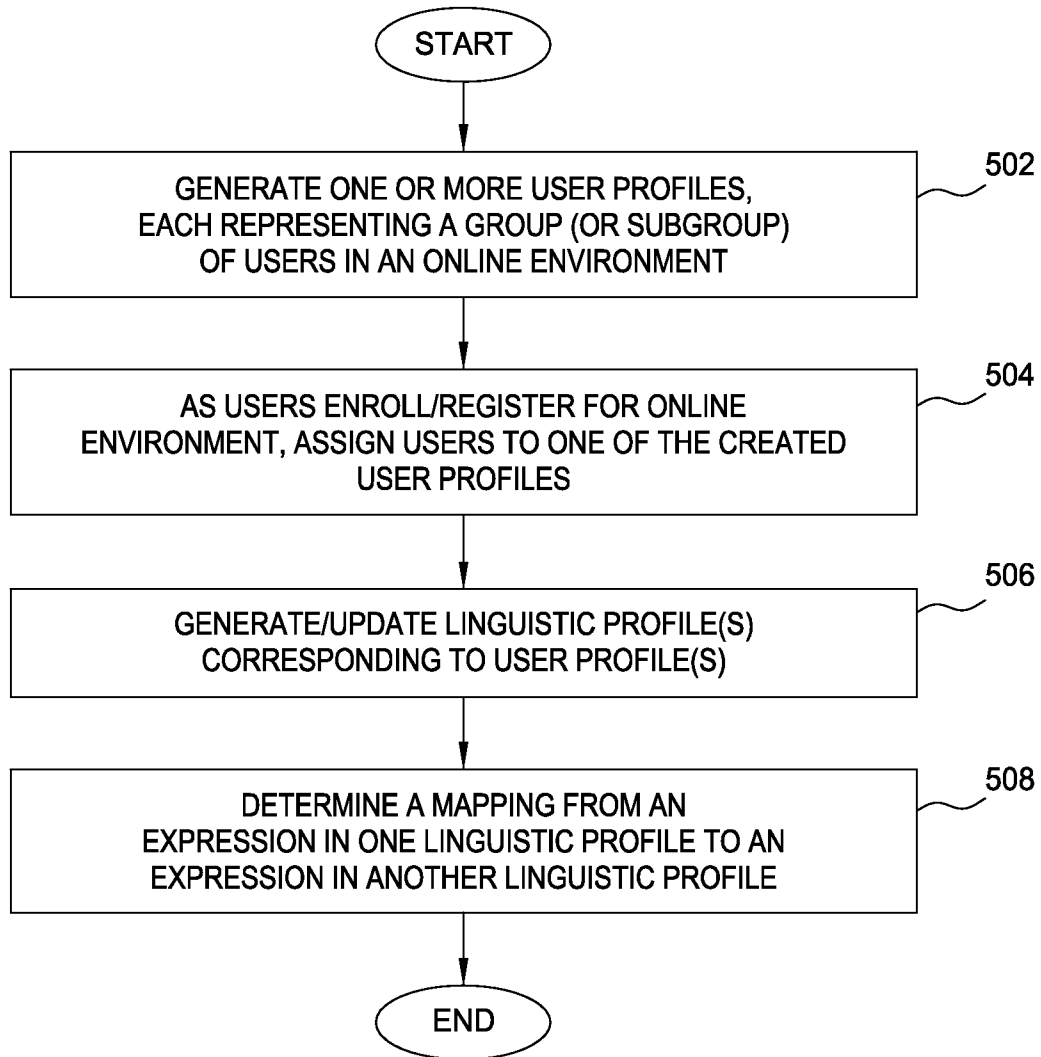 START
502
GENERATE ONE OR MORE USER PROFILES,
EACH REPRESENTING A GROUP (OR SUBGROUP)
OF USERS IN AN ONLINE ENVIRONMENT
504
AS USERS ENROLL/REGISTER FOR ONLINE
ENVIRONMENT, ASSIGN USERS TO ONE OF THE CREATED
USER PROFILES
506
GENERATE/UPDATE LINGUISTIC PROFILE(S)
CORRESPONDING TO USER PROFILE(S)
508
DETERMINE A MAPPING FROM AN
EXPRESSION IN ONE LINGUISTIC PROFILE TO AN
EXPRESSION IN ANOTHER LINGUISTIC PROFILE
END